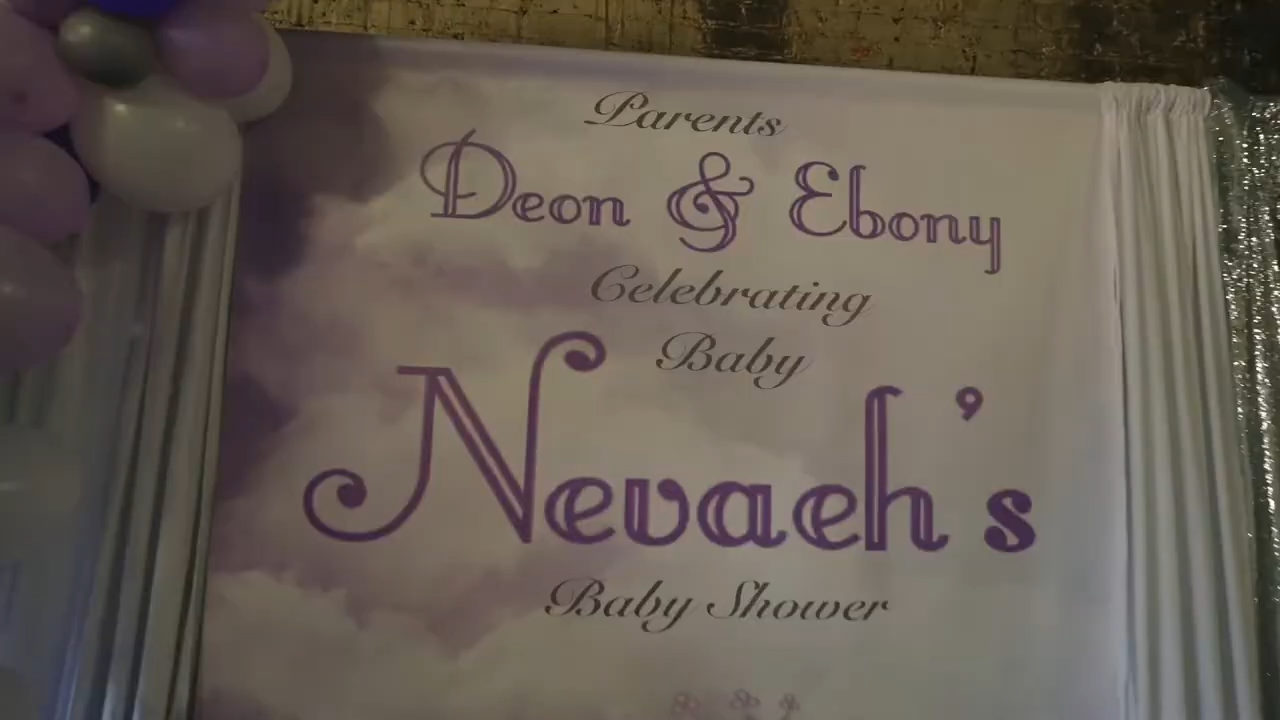 Parents
Deon & Ebony
Celebrating
Baby
Nevaeh's
Baby Shower